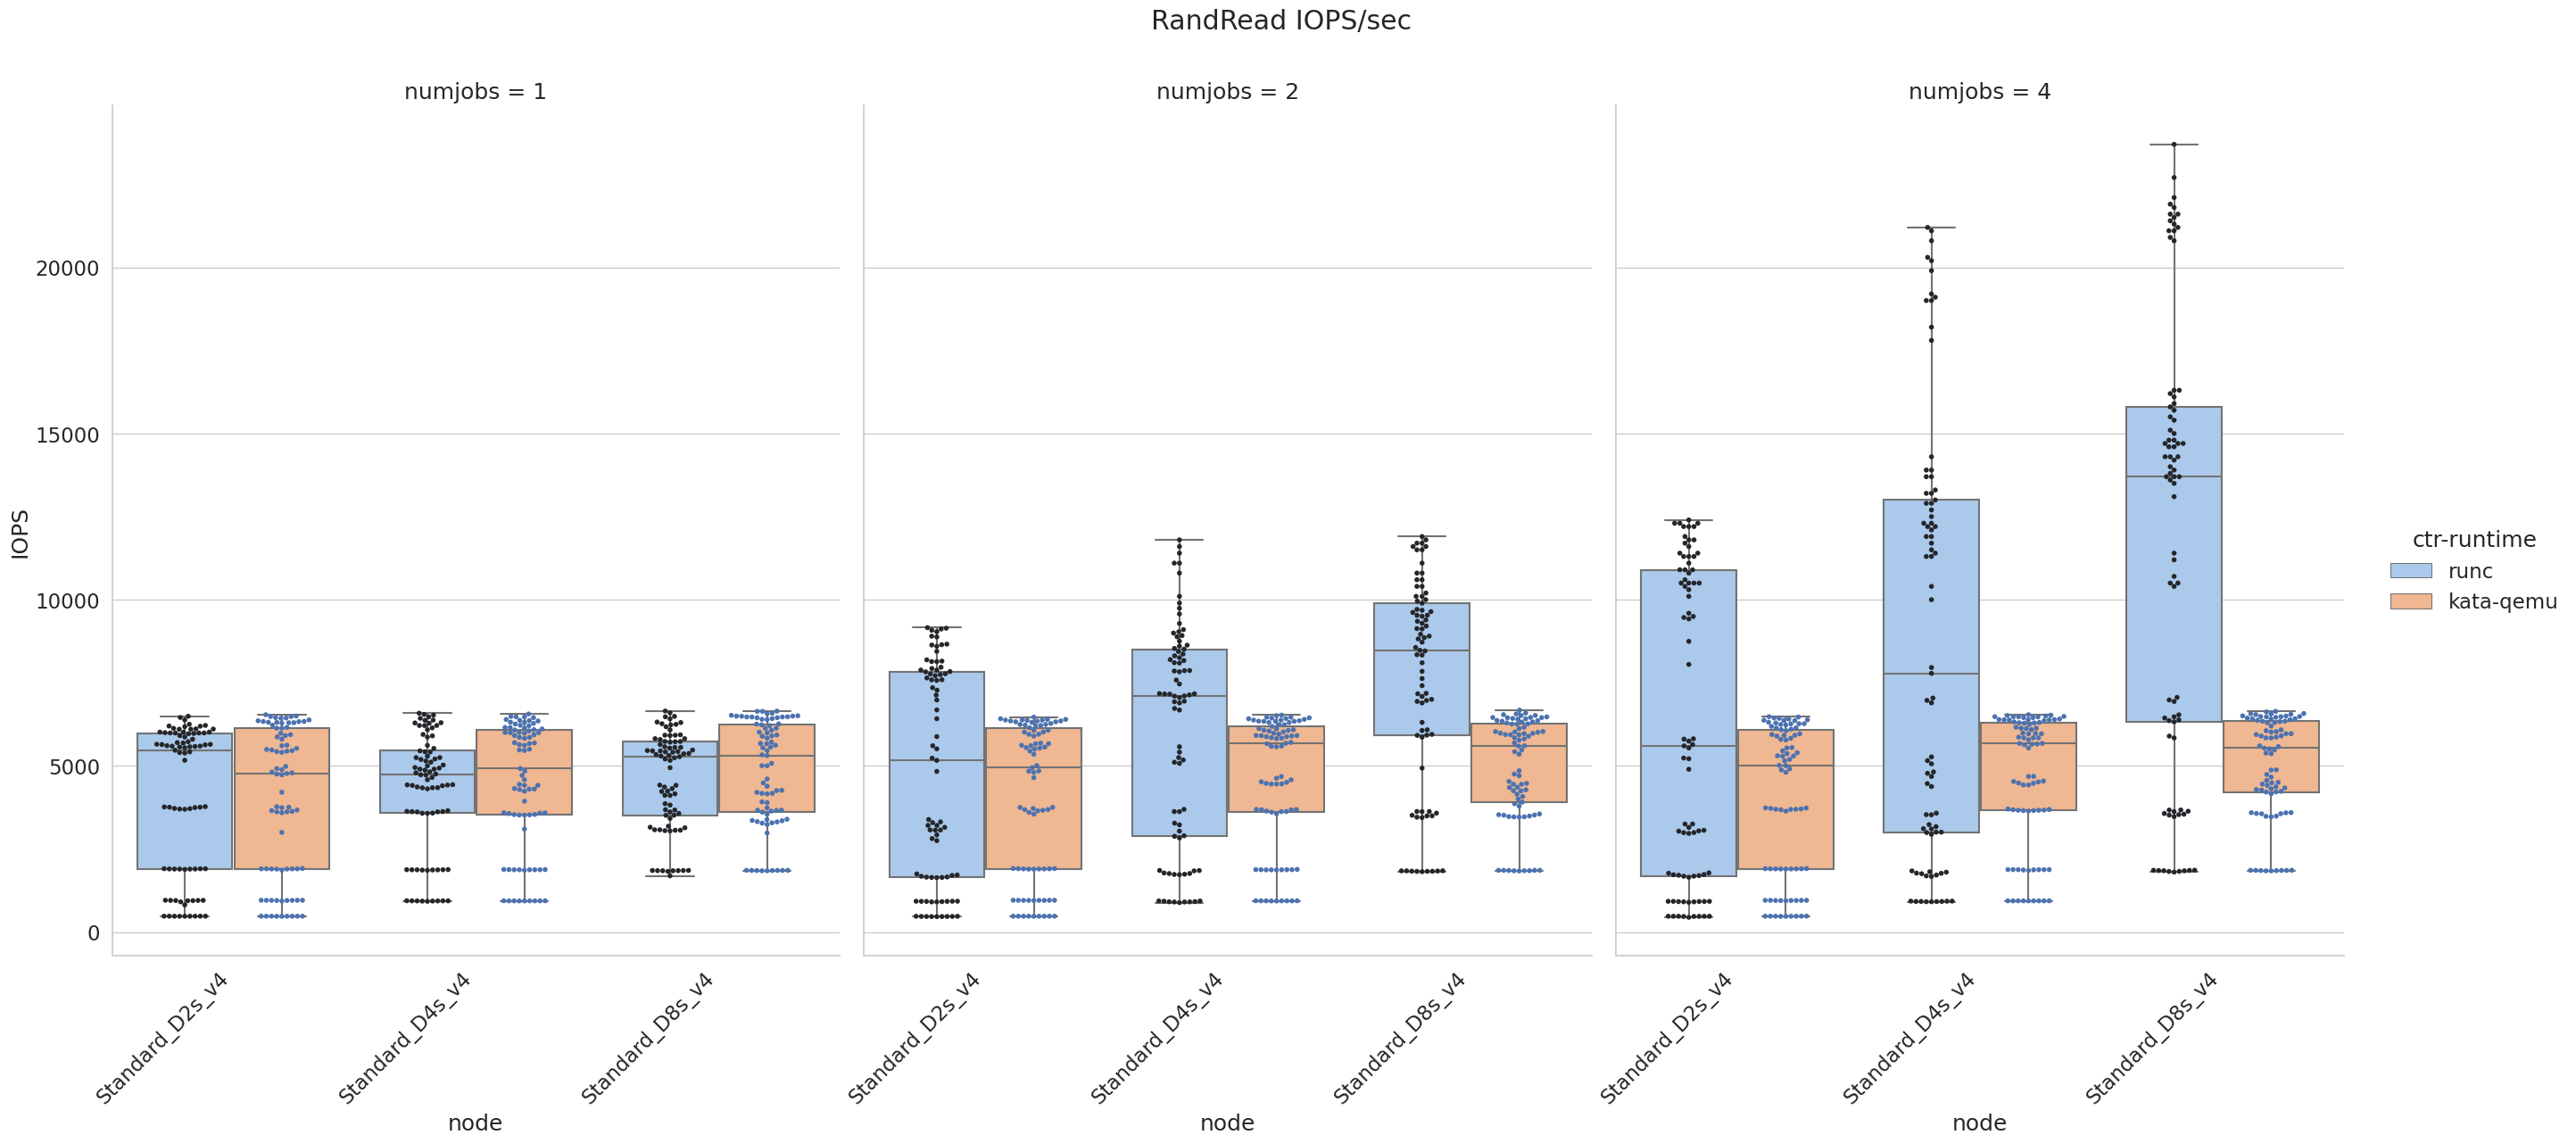 RandRead IOPS/sec
numjobs = 1
numjobs = 2
numjobs = 4
IOPS
20000
15000
10000
5000
0
Standard_D2s_v4
Standard_D4s_v4
Standard_D8s_v4
Standard_D2s_v4
Standard_D4s_v4
Standard_D8s_v4
Standard_D2s_v4
Standard_D4s_v4
Standard_D8s_v4
node
node
node
ctr-runtime
runc
kata-qemu